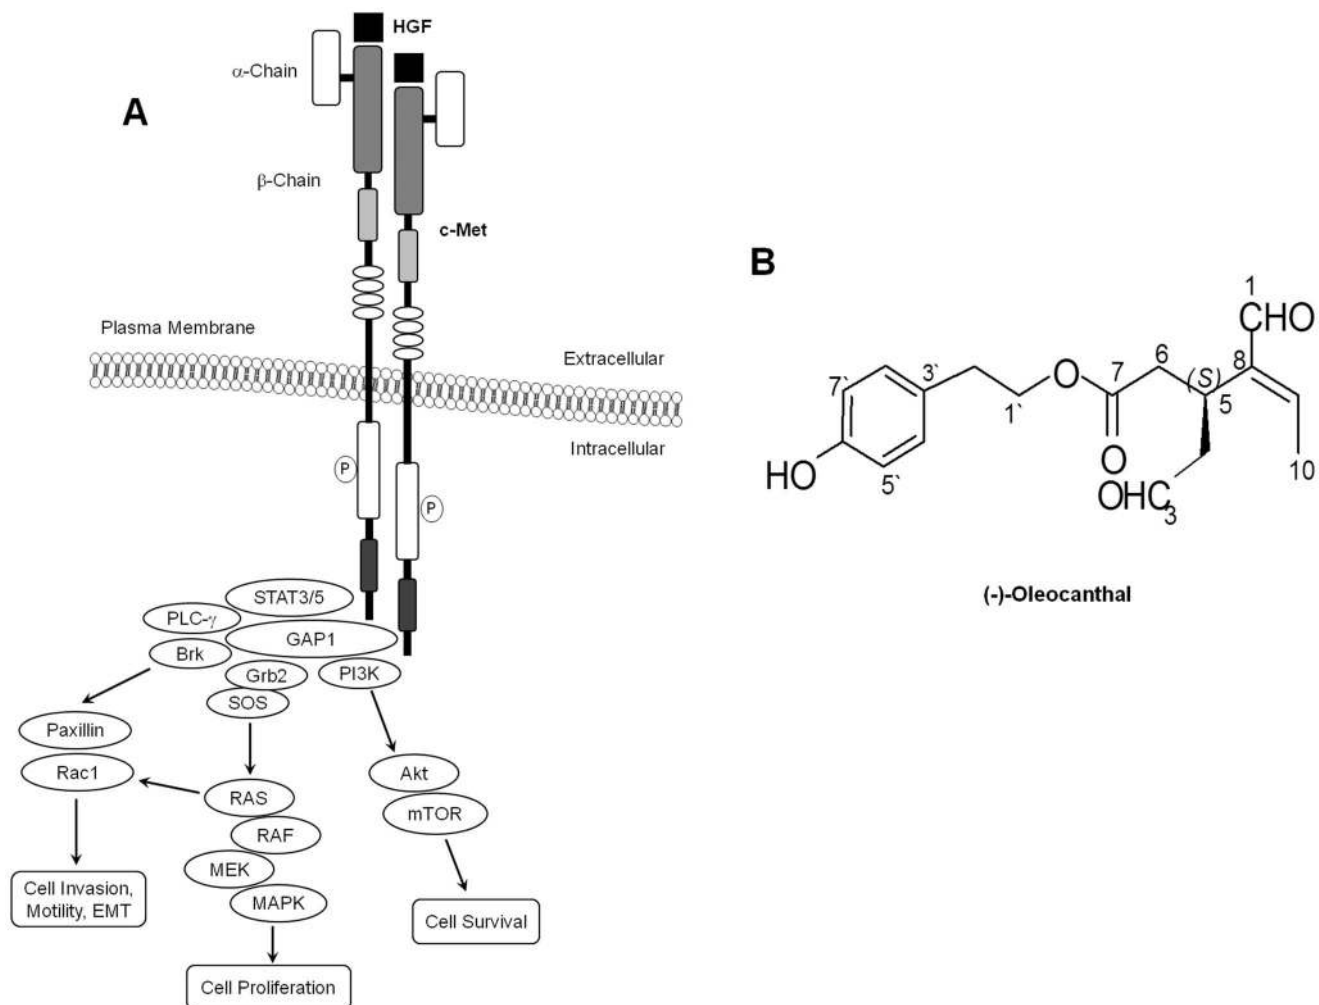 A
HGF
α-Chain
β-Chain
c-Met
Plasma Membrane
Extracellular
Intracellular
P
P
STAT3/5
PLC-γ
GAP1
Brk
Grb2
PI3K
SOS
Paxillin
Rac1
Akt
RAS
mTOR
RAF
MEK
MAPK
Cell Invasion,
Motility, EMT
Cell Survival
Cell Proliferation
B
1
CHO
6
8
7
(S)
5
O
3`
7`
1`
O
HO
5`
10
OHC
3
(-)-Oleocanthal